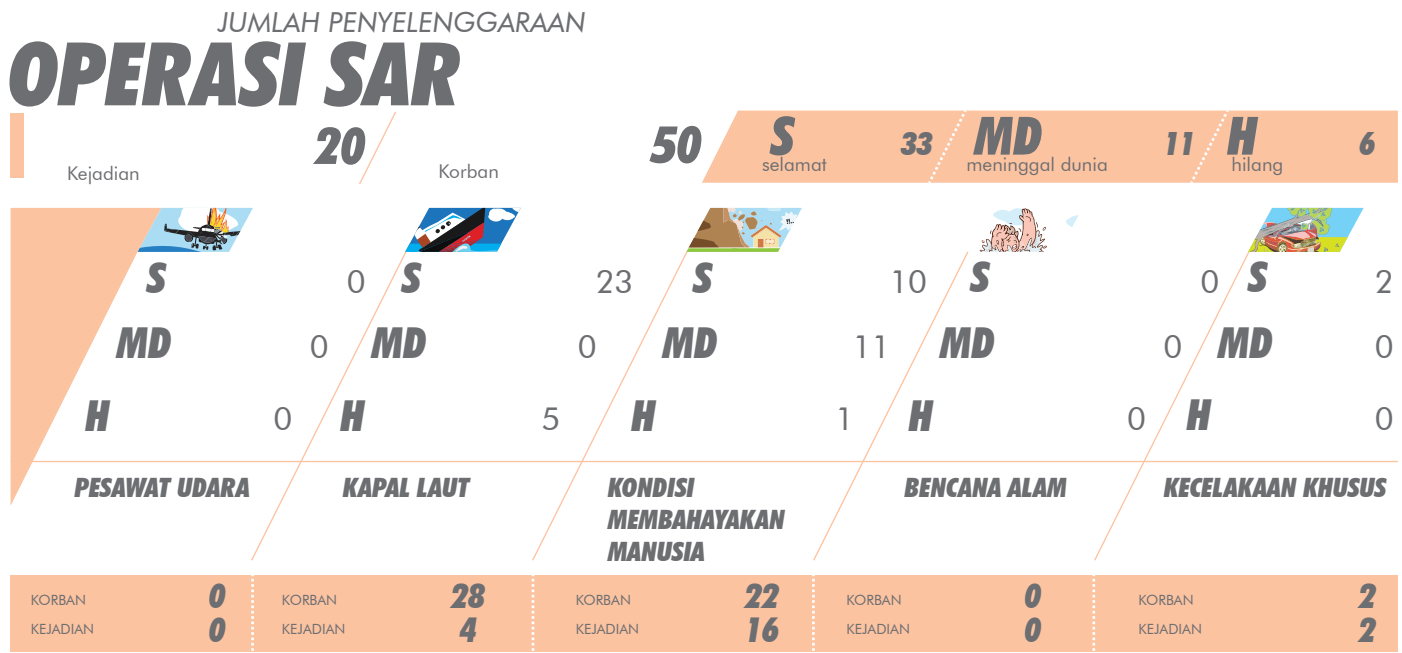 JUMLAH PENYELENGGARAAN
OPERASI SAR
Kejadian 20
Korban 50
S selamat 33
MD meninggal dunia 11
H hilang 6
!!..
S 0 S 23 S 10 S 0 S 2
MD 0 MD 0 MD 11 MD 0 MD 0
H 0 H 5 H 1 H 0 H 0
PESAWAT UDARA
KAPAL LAUT
KONDISI
MEMBAHAYAKAN
MANUSIA
BENCANA ALAM
KECELAKAAN KHUSUS
KORBAN 0 KORBAN 28 KORBAN 22 KORBAN 0 KORBAN 2
KEJADIAN 0 KEJADIAN 4 KEJADIAN 16 KEJADIAN 0 KEJADIAN 2